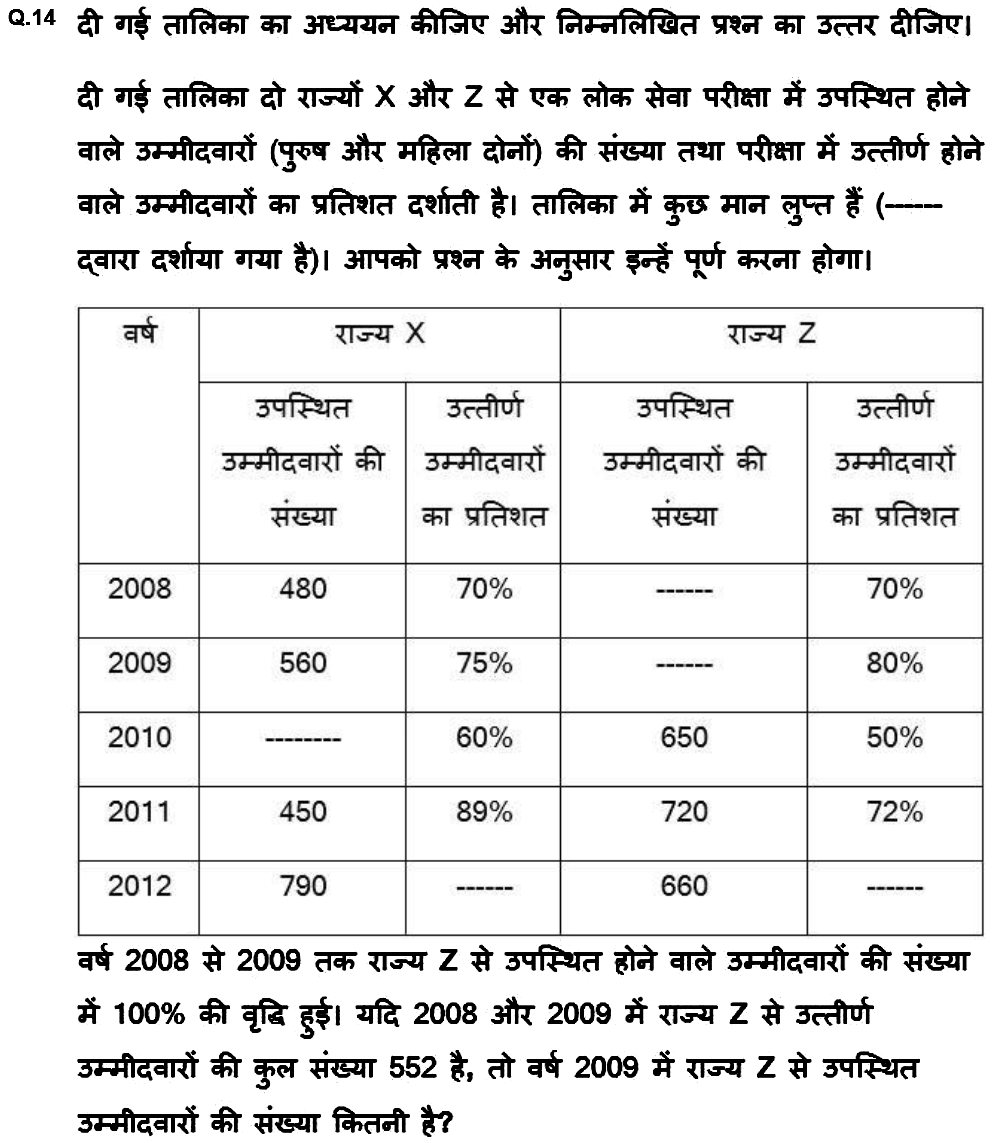 Q.14 दी गई तालिका का अध्ययन कीजिए और निम्नलिखित प्रश्न का उत्तर दीजिए।
दी गई तालिका दो राज्यों X और Z से एक लोक सेवा परीक्षा में उपस्थित होने
वाले उम्मीदवारों (पुरुष और महिला दोनों) की संख्या तथा परीक्षा में उत्तीर्ण होने
वाले उम्मीदवारों का प्रतिशत दर्शाती है। तालिका में कुछ मान लुप्त हैं (------
द्वारा दर्शाया गया है)। आपको प्रश्न के अनुसार इन्हें पूर्ण करना होगा।
वर्ष राज्य X राज्य Z
उपस्थित उत्तीर्ण उपस्थित उत्तीर्ण
उम्मीदवारों की उम्मीदवारों उम्मीदवारों की उम्मीदवारों
संख्या का प्रतिशत संख्या का प्रतिशत
2008 480 70% ------ 70%
2009 560 75% ------ 80%
2010 -------- 60% 650 50%
2011 450 89% 720 72%
2012 790 ------ 660 ------
वर्ष 2008 से 2009 तक राज्य Z से उपस्थित होने वाले उम्मीदवारों की संख्या
में 100% की वृद्धि हुई। यदि 2008 और 2009 में राज्य Z से उत्तीर्ण
उम्मीदवारों की कुल संख्या 552 है, तो वर्ष 2009 में राज्य Z से उपस्थित
उम्मीदवारों की संख्या कितनी है?